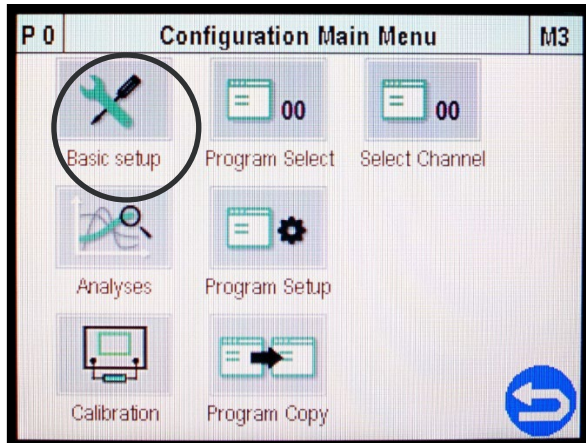 P 0 Configuration Main Menu M3
00 00
Basic setup Program Select Select Channel
Analyses Program Setup
Calibration Program Copy